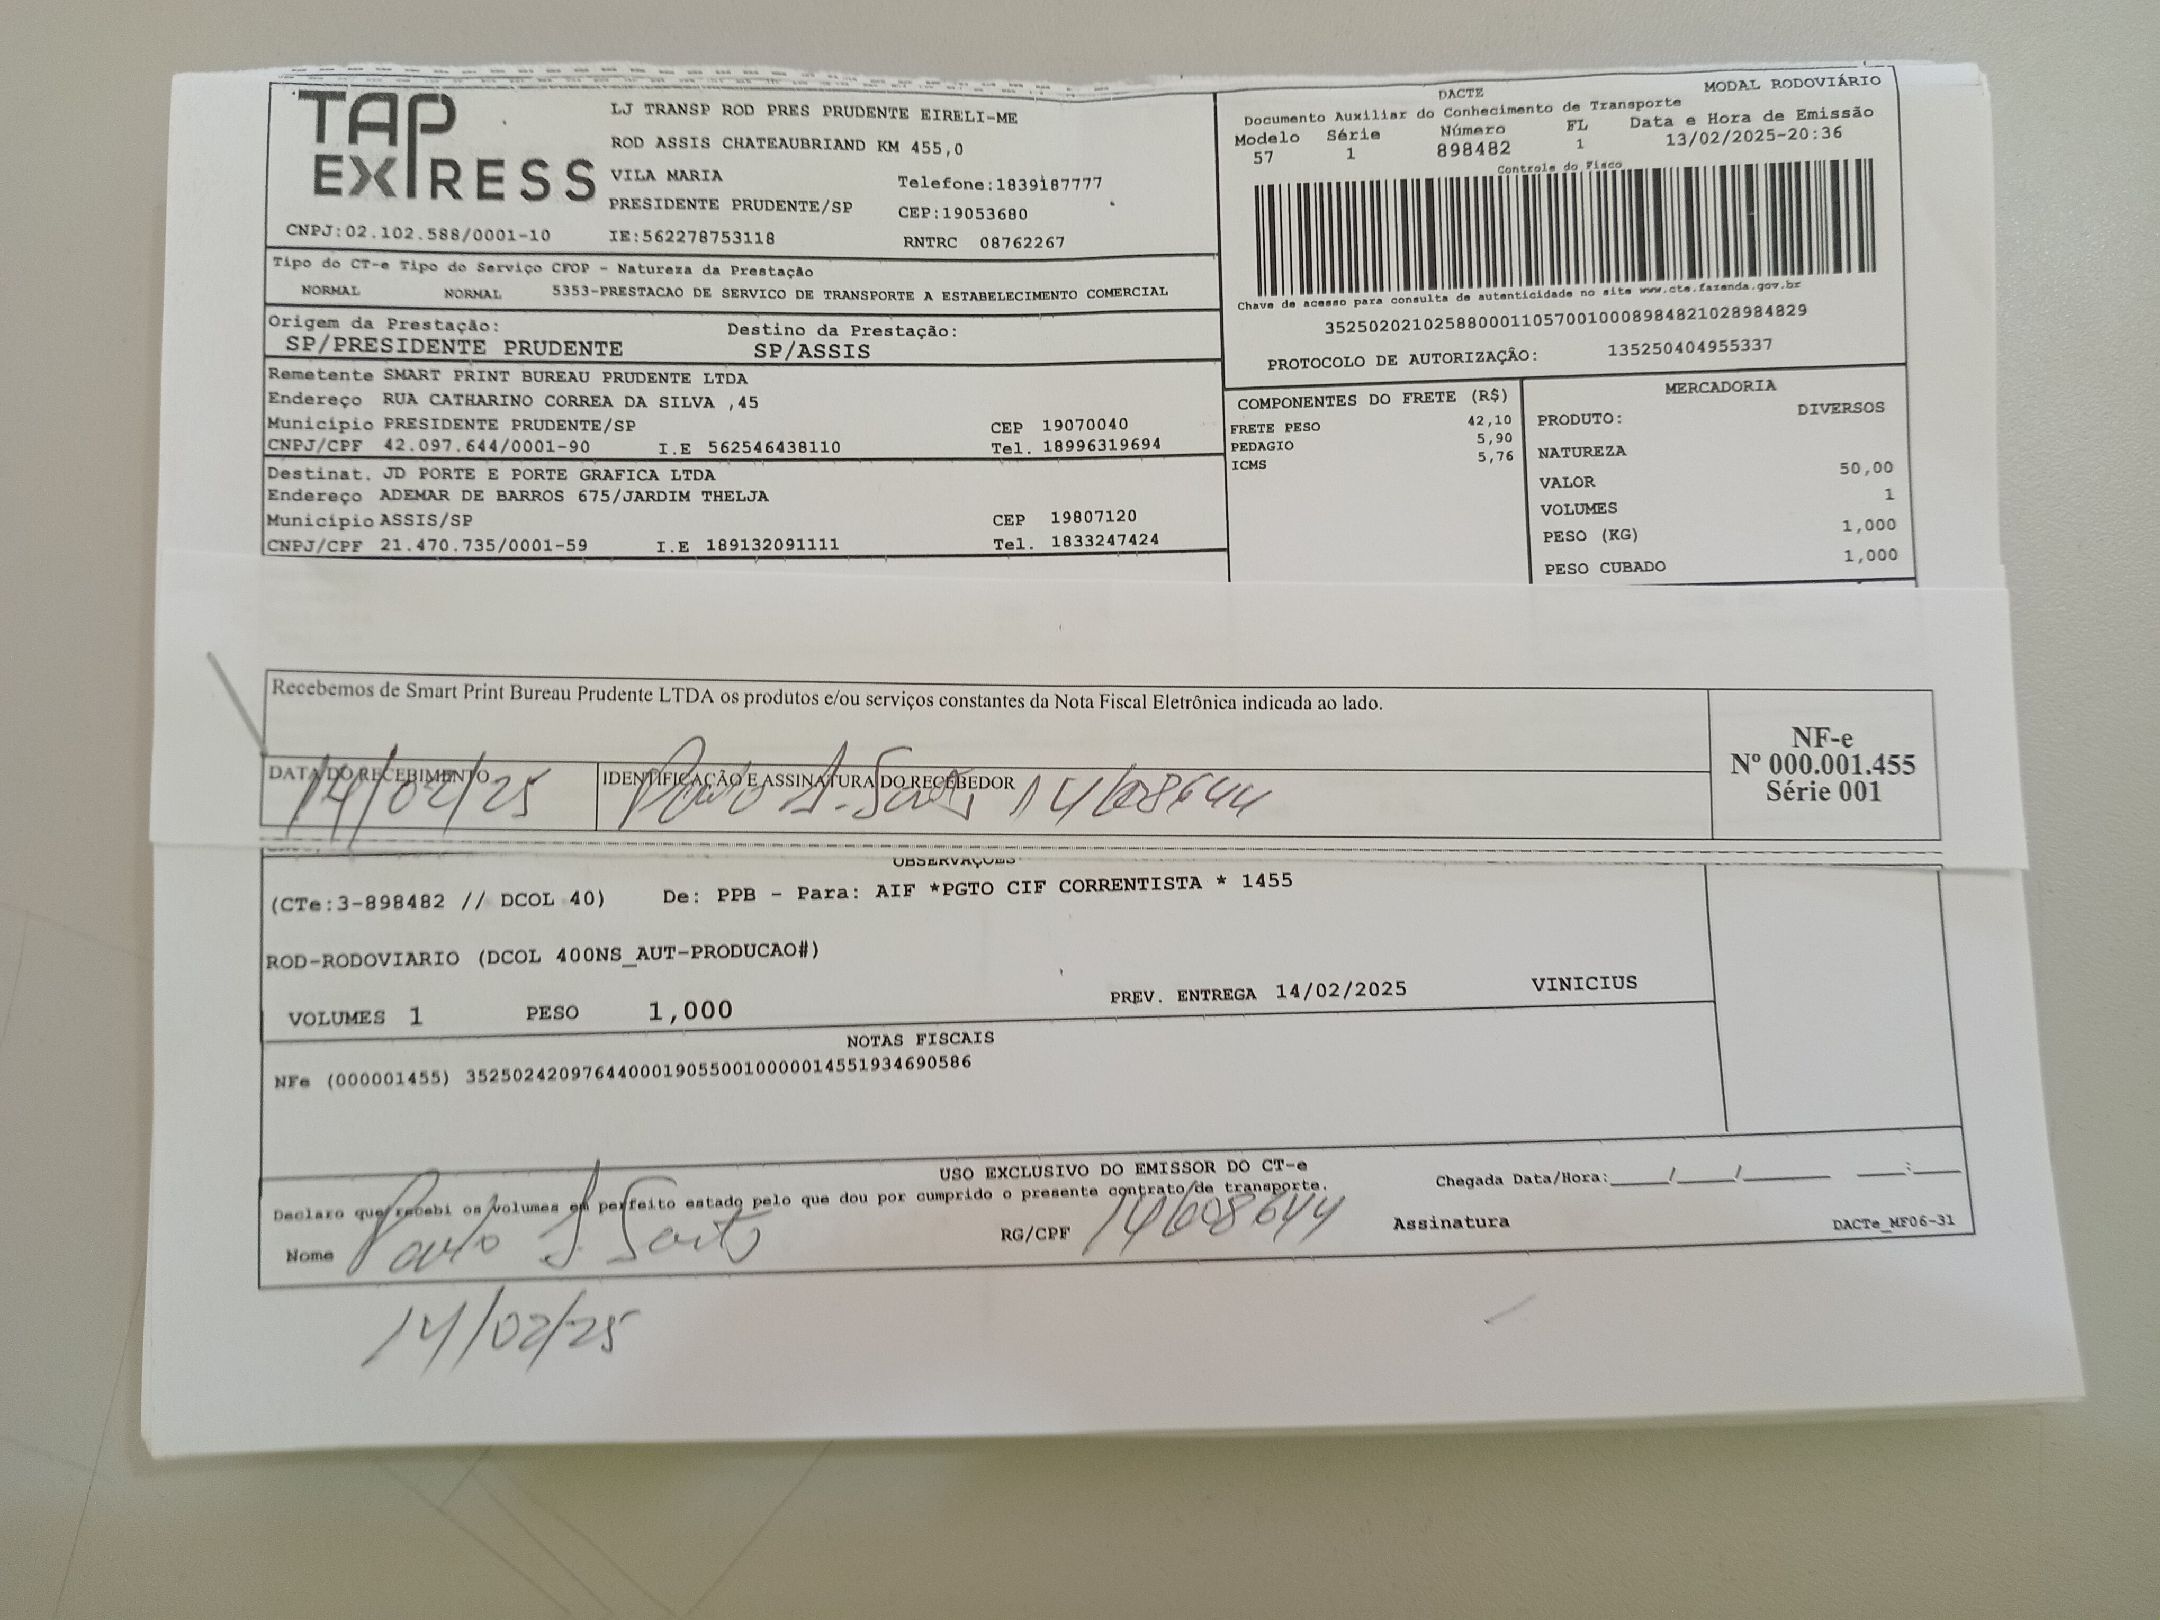 TAP EXPRESS
LJ TRANSP ROD PRES PRUDENTE EIRELI-ME
ROD ASSIS CHATEAUBRIAND KM 455,0
VILA MARIA Telefone:1839187777
PRESIDENTE PRUDENTE/SP CEP:19053680
CNPJ:02.102.588/0001-10 IE:562278753118 RNTRC 08762267
Tipo do CT-e Tipo do Serviço CFOP - Natureza da Prestação
NORMAL NORMAL 5353-PRESTACAO DE SERVICO DE TRANSPORTE A ESTABELECIMENTO COMERCIAL
Origem da Prestação: Destino da Prestação:
SP/PRESIDENTE PRUDENTE SP/ASSIS
Remetente SMART PRINT BUREAU PRUDENTE LTDA
Endereço RUA CATHARINO CORREA DA SILVA ,45
Município PRESIDENTE PRUDENTE/SP CEP 19070040
CNPJ/CPF 42.097.644/0001-90 I.E 562546438110 Tel. 18996319694
Destinat. JD PORTE E PORTE GRAFICA LTDA
Endereço ADEMAR DE BARROS 675/JARDIM THELJA
Município ASSIS/SP CEP 19807120
CNPJ/CPF 21.470.735/0001-59 I.E 189132091111 Tel. 1833247424
DACTE MODAL RODOVIÁRIO
Documento Auxiliar do Conhecimento de Transporte
Modelo Série Número FL Data e Hora de Emissão
57 1 898482 1 13/02/2025-20:36
Controle do Fisco
Chave de acesso para consulta de autenticidade no site www.cte.fazenda.gov.br
35250202102588000110570010008984821028984829
PROTOCOLO DE AUTORIZAÇÃO: 135250404955337
COMPONENTES DO FRETE (R$)
FRETE PESO 42,10
PEDAGIO 5,90
ICMS 5,76
MERCADORIA
PRODUTO: DIVERSOS
NATUREZA
VALOR 50,00
VOLUMES 1
PESO (KG) 1,000
PESO CUBADO 1,000
Recebemos de Smart Print Bureau Prudente LTDA os produtos e/ou serviços constantes da Nota Fiscal Eletrônica indicada ao lado.
DATA DO RECEBIMENTO IDENTIFICAÇÃO E ASSINATURA DO RECEBEDOR
14/02/25
NF-e
Nº 000.001.455
Série 001
OBSERVAÇÕES
(CTe:3-898482 // DCOL 40) De: PPB - Para: AIF *PGTO CIF CORRENTISTA * 1455
ROD-RODOVIARIO (DCOL 400NS_AUT-PRODUCAO#)
VOLUMES 1 PESO 1,000 PREV. ENTREGA 14/02/2025 VINICIUS
NOTAS FISCAIS
NFe (000001455) 35250242097644000190550010000014551934690586
USO EXCLUSIVO DO EMISSOR DO CT-e
Declaro que recebi os volumes em perfeito estado pelo que dou por cumprido o presente contrato de transporte.
Chegada Data/Hora:____/____/______ ____:____
Nome RG/CPF Assinatura DACTe_MF06-31
14/02/25